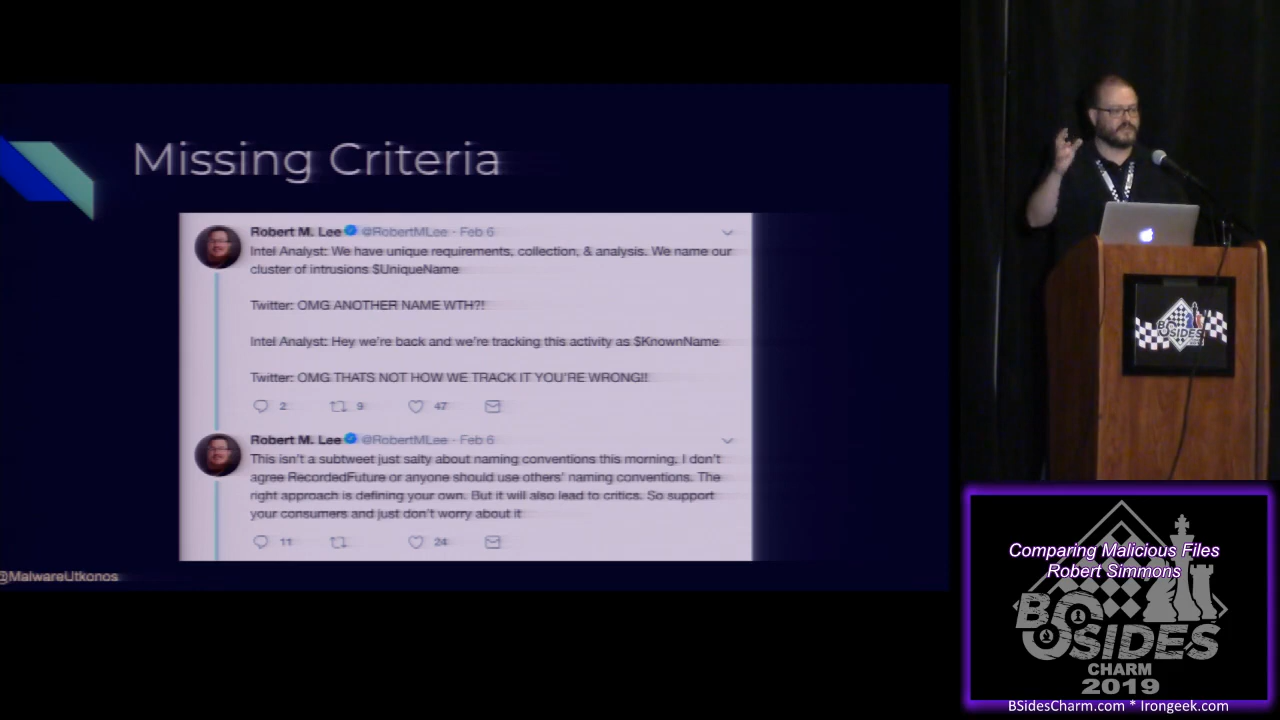 Missing Criteria
Robert M. Lee @RobertMLee - Feb 6
Intel Analyst: We have unique requirements, collection, & analysis. We name our
cluster of intrusions $UniqueName
Twitter: OMG ANOTHER NAME WTH?!
Intel Analyst: Hey we're back and we're tracking this activity as $KnownName
Twitter: OMG THATS NOT HOW WE TRACK IT YOU'RE WRONG!!
2 9 47
Robert M. Lee @RobertMLee - Feb 6
This isn't a subtweet just salty about naming conventions this morning. I don't
agree RecordedFuture or anyone should use others' naming conventions. The
right approach is defining your own. But it will also lead to critics. So support
your consumers and just don't worry about it
11 24
@MalwareUtkonos
BSIDES
Comparing Malicious Files
Robert Simmons
BSIDES
CHARM
2019
BSidesCharm.com * Irongeek.com